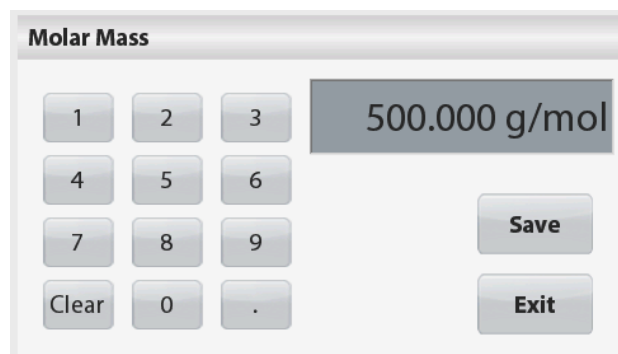 Molar Mass
500.000 g/mol
1 2 3
4 5 6
7 8 9
Clear 0 .
Save
Exit